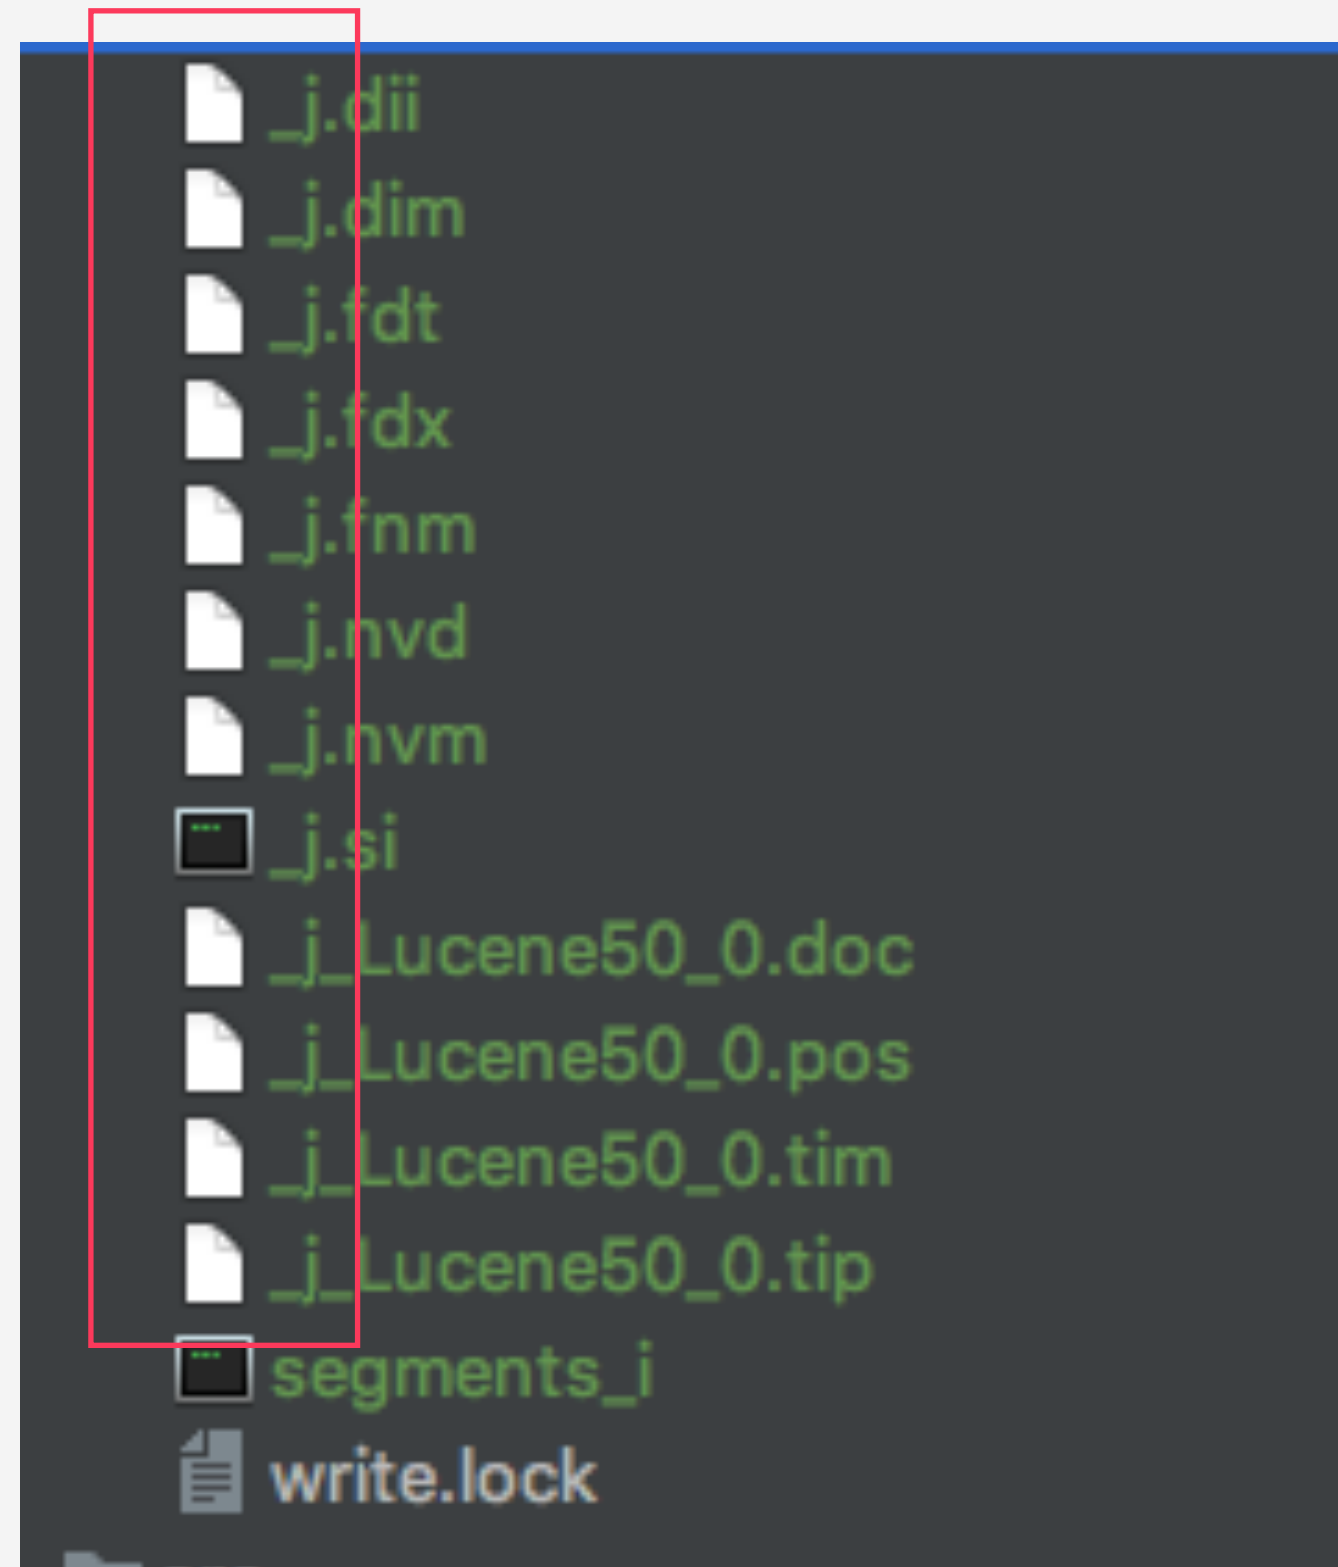 _j.dii
_j.dim
_j.fdt
_j.fdx
_j.fnm
_j.nvd
_j.nvm
_j.si
_j_Lucene50_0.doc
_j_Lucene50_0.pos
_j_Lucene50_0.tim
_j_Lucene50_0.tip
segments_i
write.lock